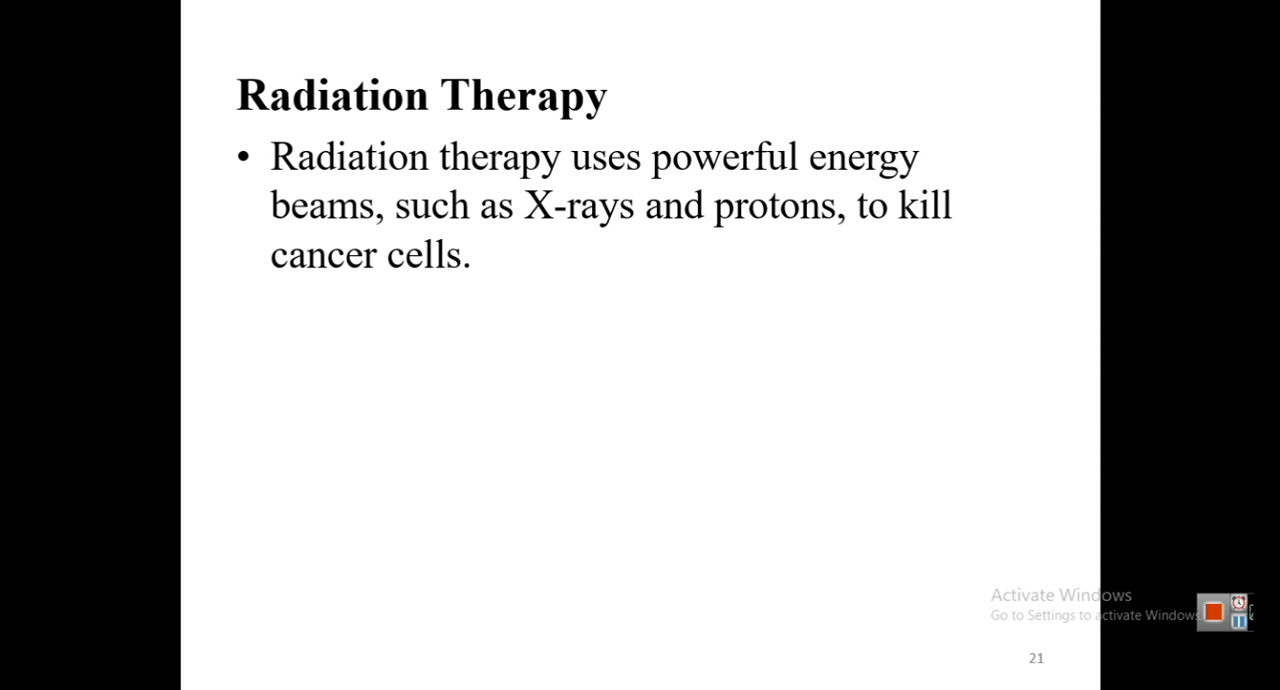 Radiation Therapy
• Radiation therapy uses powerful energy
beams, such as X-rays and protons, to kill
cancer cells.
Activate Windows
Go to Settings to activate Windows
21